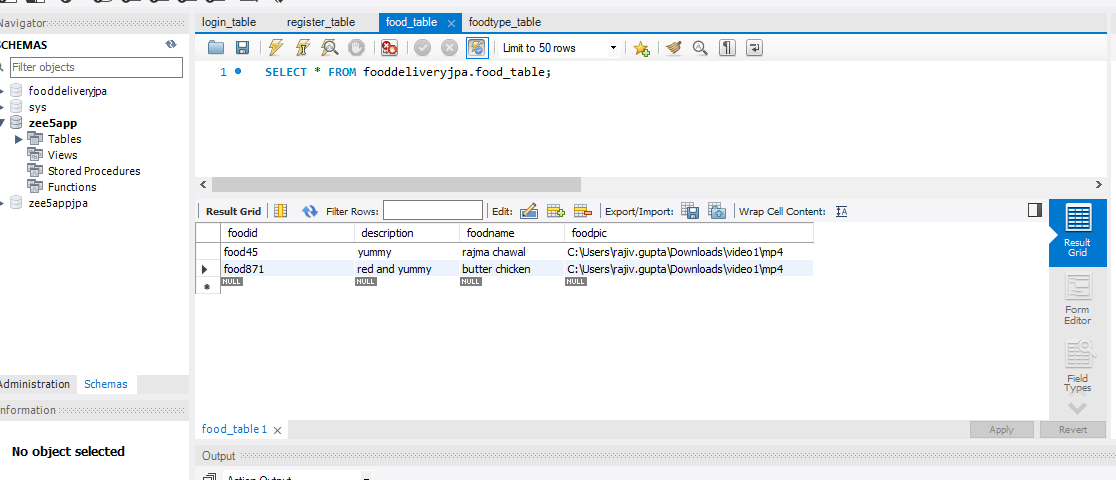 Navigator
SCHEMAS
Filter objects
fooddeliveryjpa
sys
zee5app
Tables
Views
Stored Procedures
Functions
zee5appjpa
Administration Schemas
Information
No object selected
login_table register_table food_table foodtype_table
Limit to 50 rows
1 SELECT * FROM fooddeliveryjpa.food_table;
Result Grid Filter Rows: Edit: Export/Import: Wrap Cell Content:
foodid description foodname foodpic
food45 yummy rajma chawal C:\Users\rajiv.gupta\Downloads\video1\mp4
food871 red and yummy butter chicken C:\Users\rajiv.gupta\Downloads\video1\mp4
NULL NULL NULL NULL
Result
Grid
Form
Editor
Field
Types
food_table 1 Apply Revert
Output
Action Output